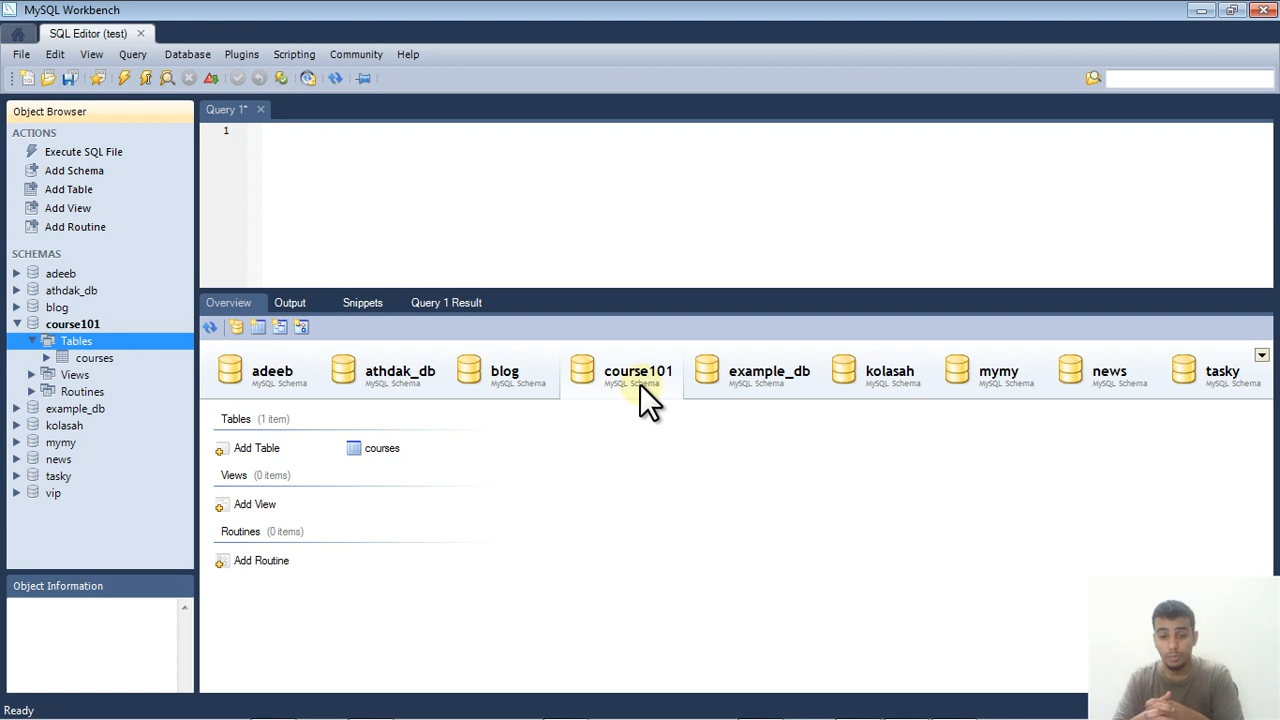 MySQL Workbench
SQL Editor (test)
File Edit View Query Database Plugins Scripting Community Help
Object Browser
ACTIONS
Execute SQL File
Add Schema
Add Table
Add View
Add Routine
SCHEMAS
adeeb
athdak_db
blog
course101
Tables
courses
Views
Routines
example_db
kolasah
mymy
news
tasky
vip
Object Information
Query 1*
1
Overview Output Snippets Query 1 Result
adeeb athdak_db blog course101 example_db kolasah mymy news tasky
MySQL Schema MySQL Schema MySQL Schema MySQL Schema MySQL Schema MySQL Schema MySQL Schema MySQL Schema MySQL Schema
Tables (1 item)
Add Table courses
Views (0 items)
Add View
Routines (0 items)
Add Routine
Ready